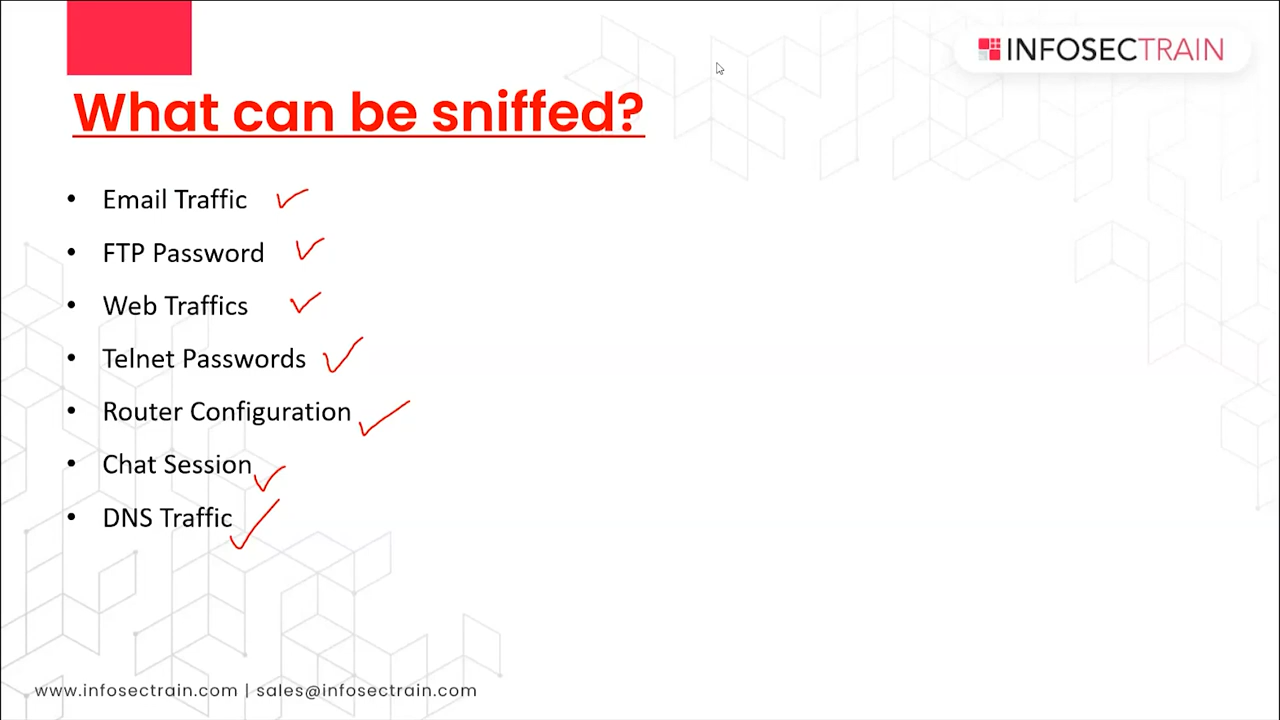 INFOSECTRAIN
What can be sniffed?
• Email Traffic
• FTP Password
• Web Traffics
• Telnet Passwords
• Router Configuration
• Chat Session
• DNS Traffic
www.infosectrain.com | sales@infosectrain.com